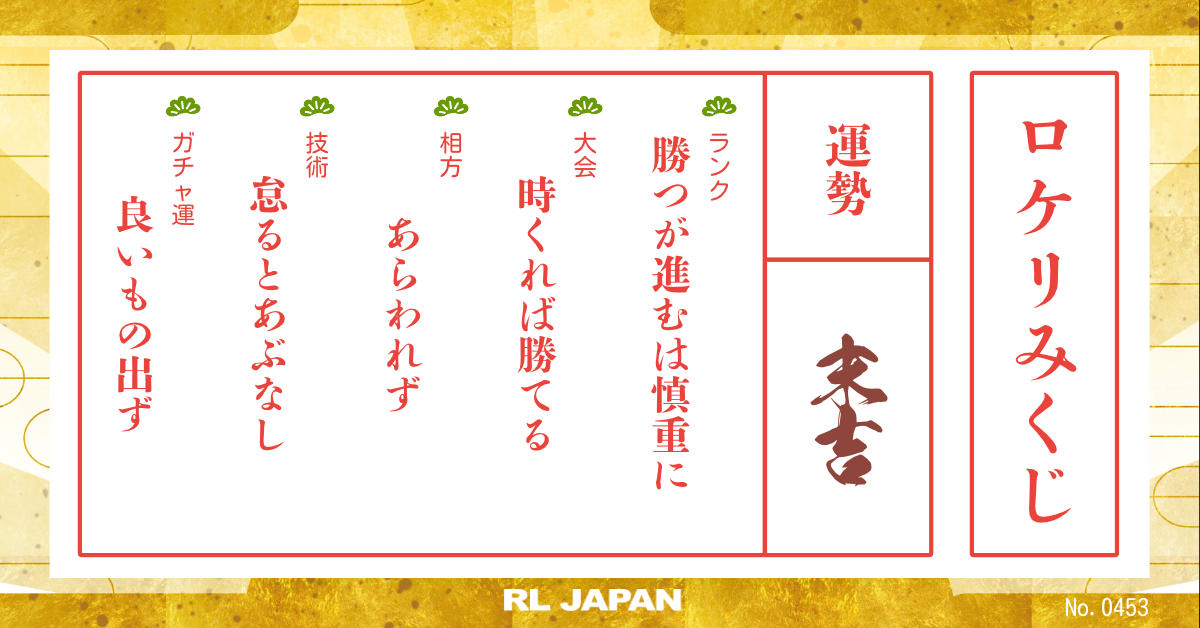 ロケリみくじ
運勢
末吉
ランク
勝つが進むは慎重に
大会
時くれば勝てる
相方
あらわれず
技術
怠るとあぶなし
ガチャ運
良いもの出ず
RL JAPAN
No. 0453